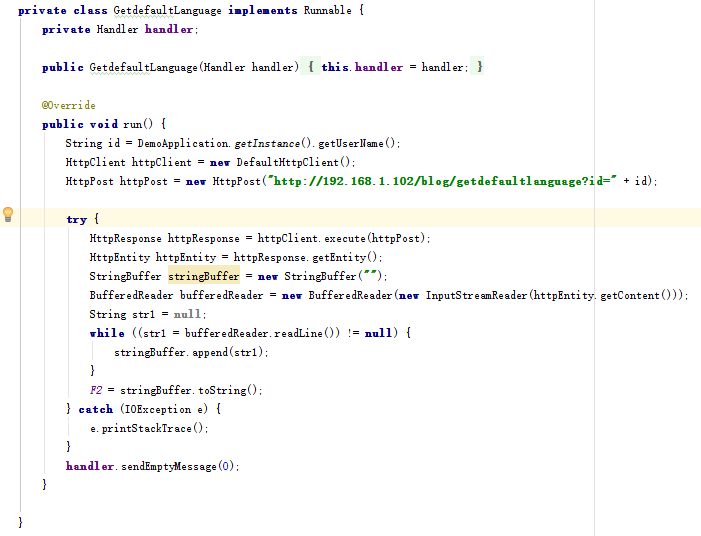 private class GetdefaultLanguage implements Runnable {
private Handler handler;
public GetdefaultLanguage(Handler handler) { this.handler = handler; }
@Override
public void run() {
String id = DemoApplication.getInstance().getUserName();
HttpClient httpClient = new DefaultHttpClient();
HttpPost httpPost = new HttpPost("http://192.168.1.102/blog/getdefaultlanguage?id=" + id);
try {
HttpResponse httpResponse = httpClient.execute(httpPost);
HttpEntity httpEntity = httpResponse.getEntity();
StringBuffer stringBuffer = new StringBuffer("");
BufferedReader bufferedReader = new BufferedReader(new InputStreamReader(httpEntity.getContent()));
String str1 = null;
while ((str1 = bufferedReader.readLine()) != null) {
stringBuffer.append(str1);
}
F2 = stringBuffer.toString();
} catch (IOException e) {
e.printStackTrace();
}
handler.sendEmptyMessage(0);
}
}